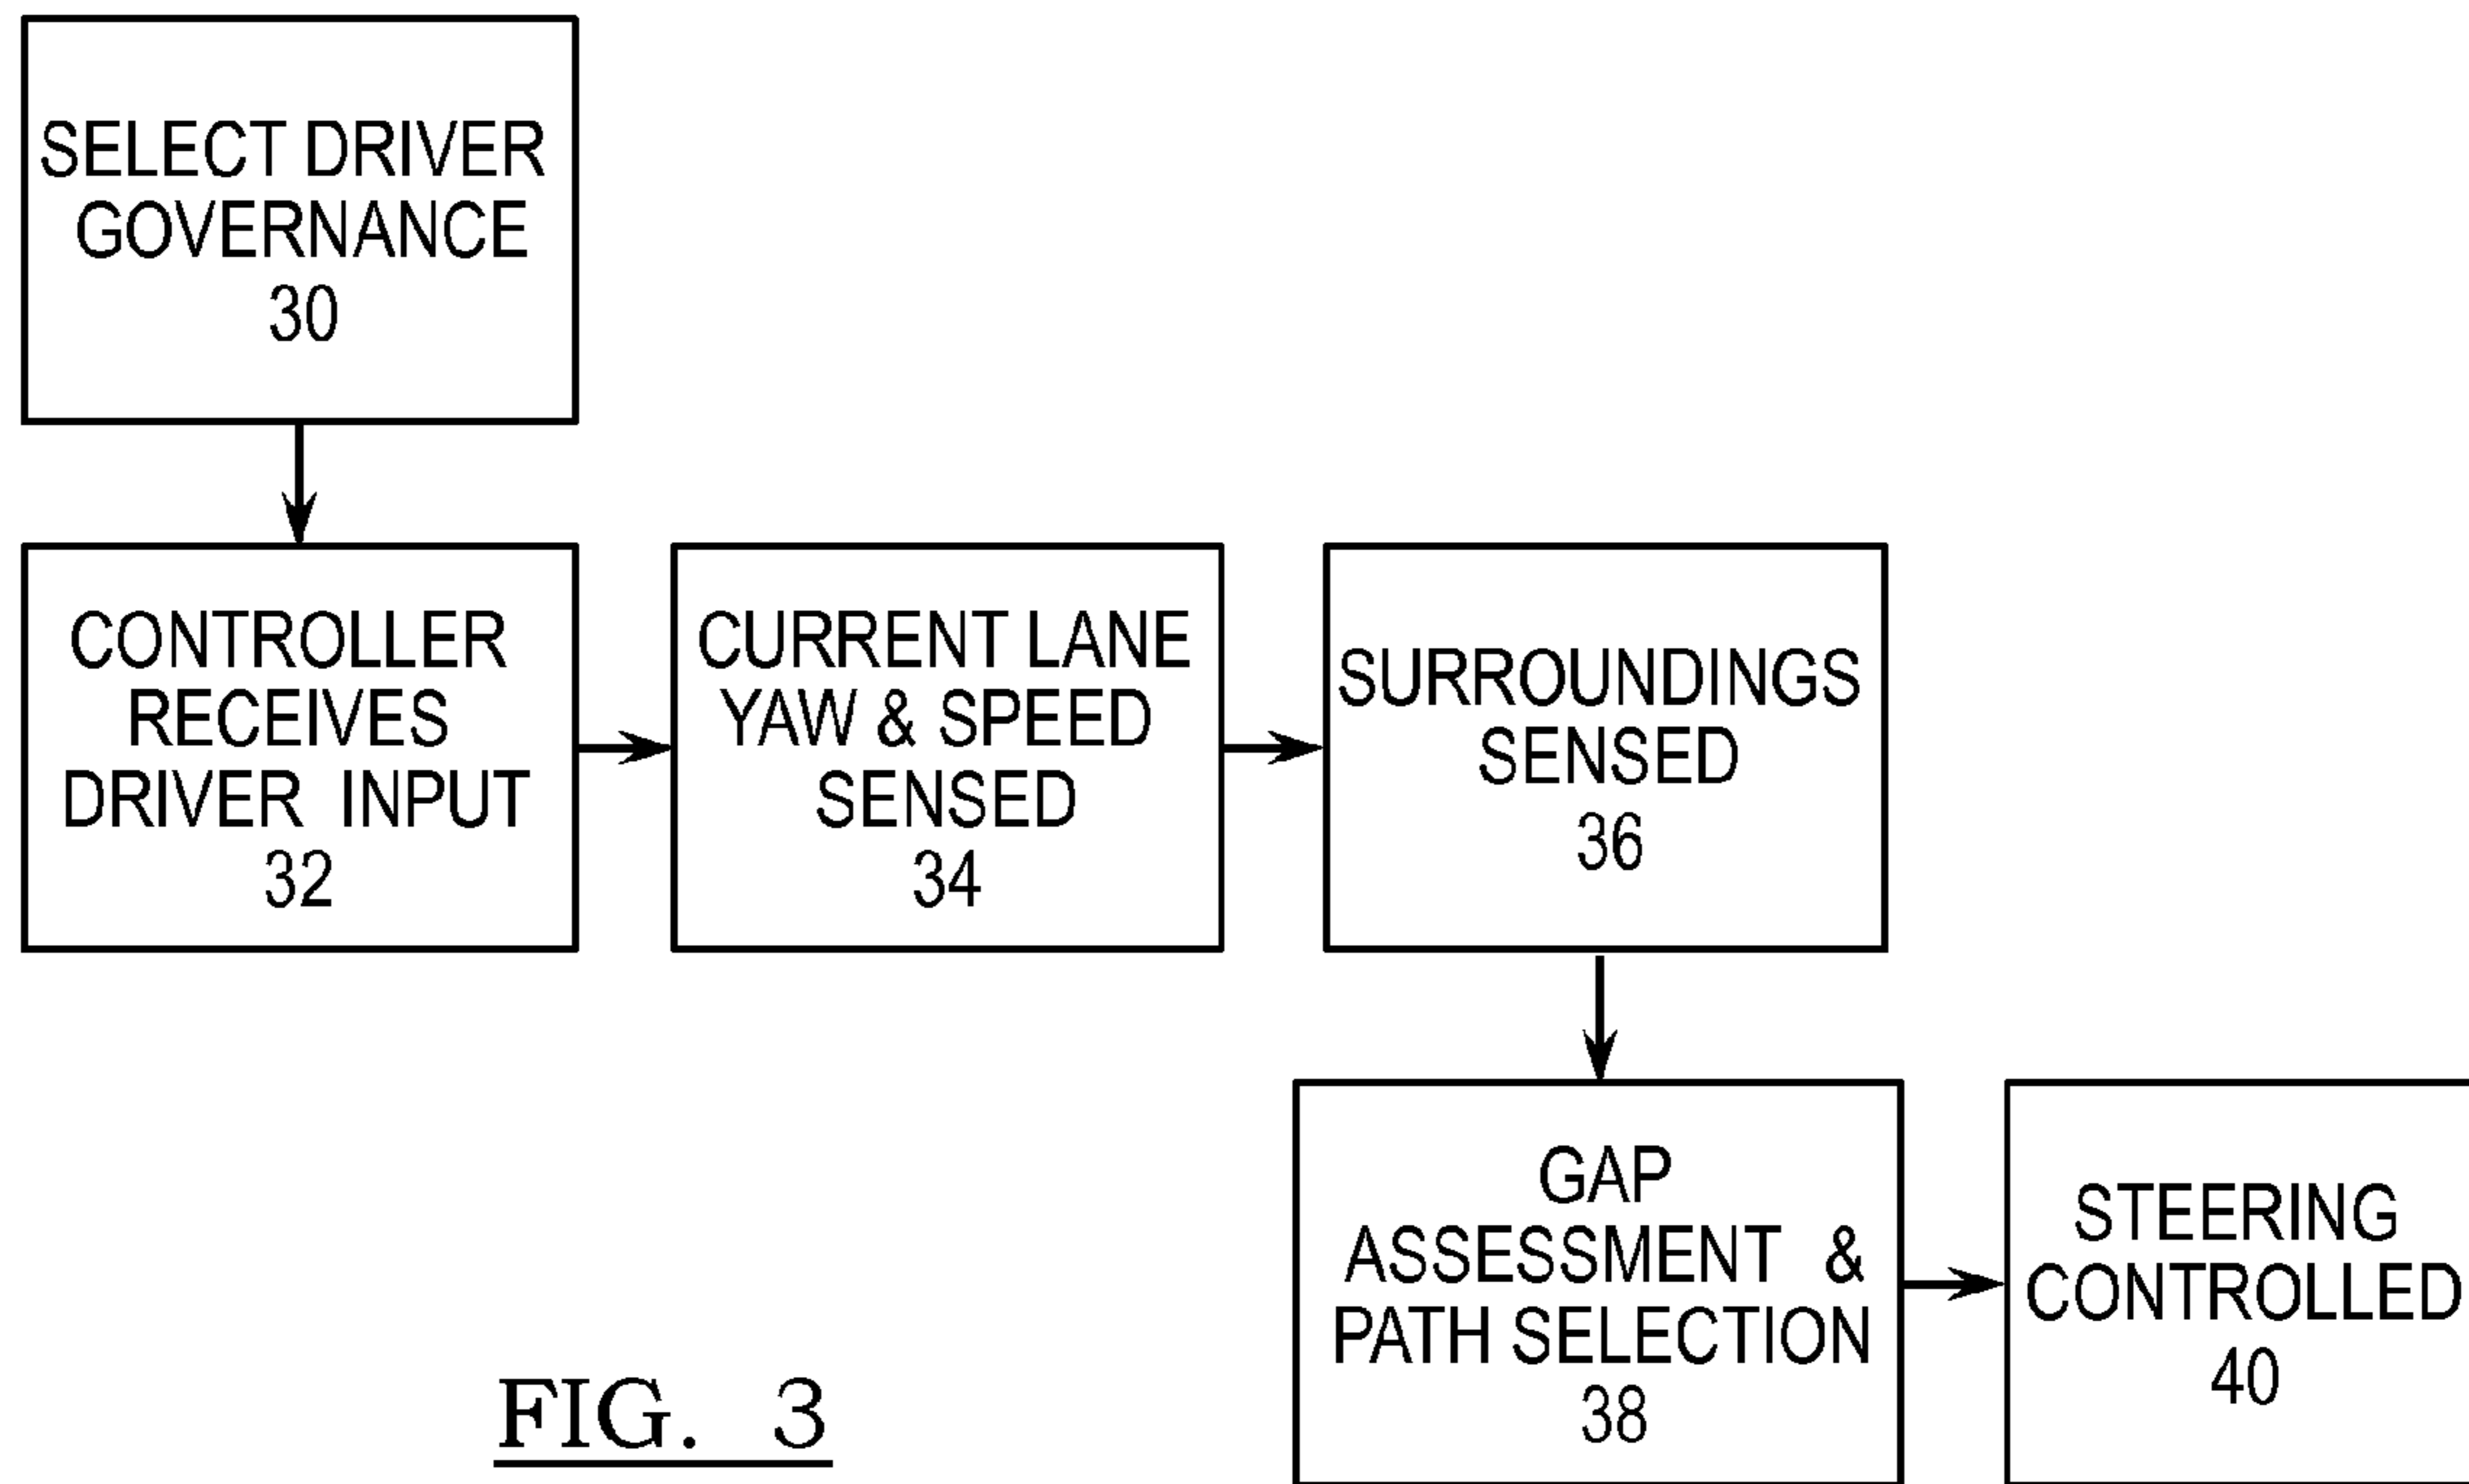 SELECT DRIVER
GOVERNANCE
30
CONTROLLER
RECEIVES
DRIVER INPUT
32
CURRENT LANE
YAW & SPEED
SENSED
34
SURROUNDINGS
SENSED
36
GAP
ASSESSMENT &
PATH SELECTION
38
STEERING
CONTROLLED
40
FIG. 3